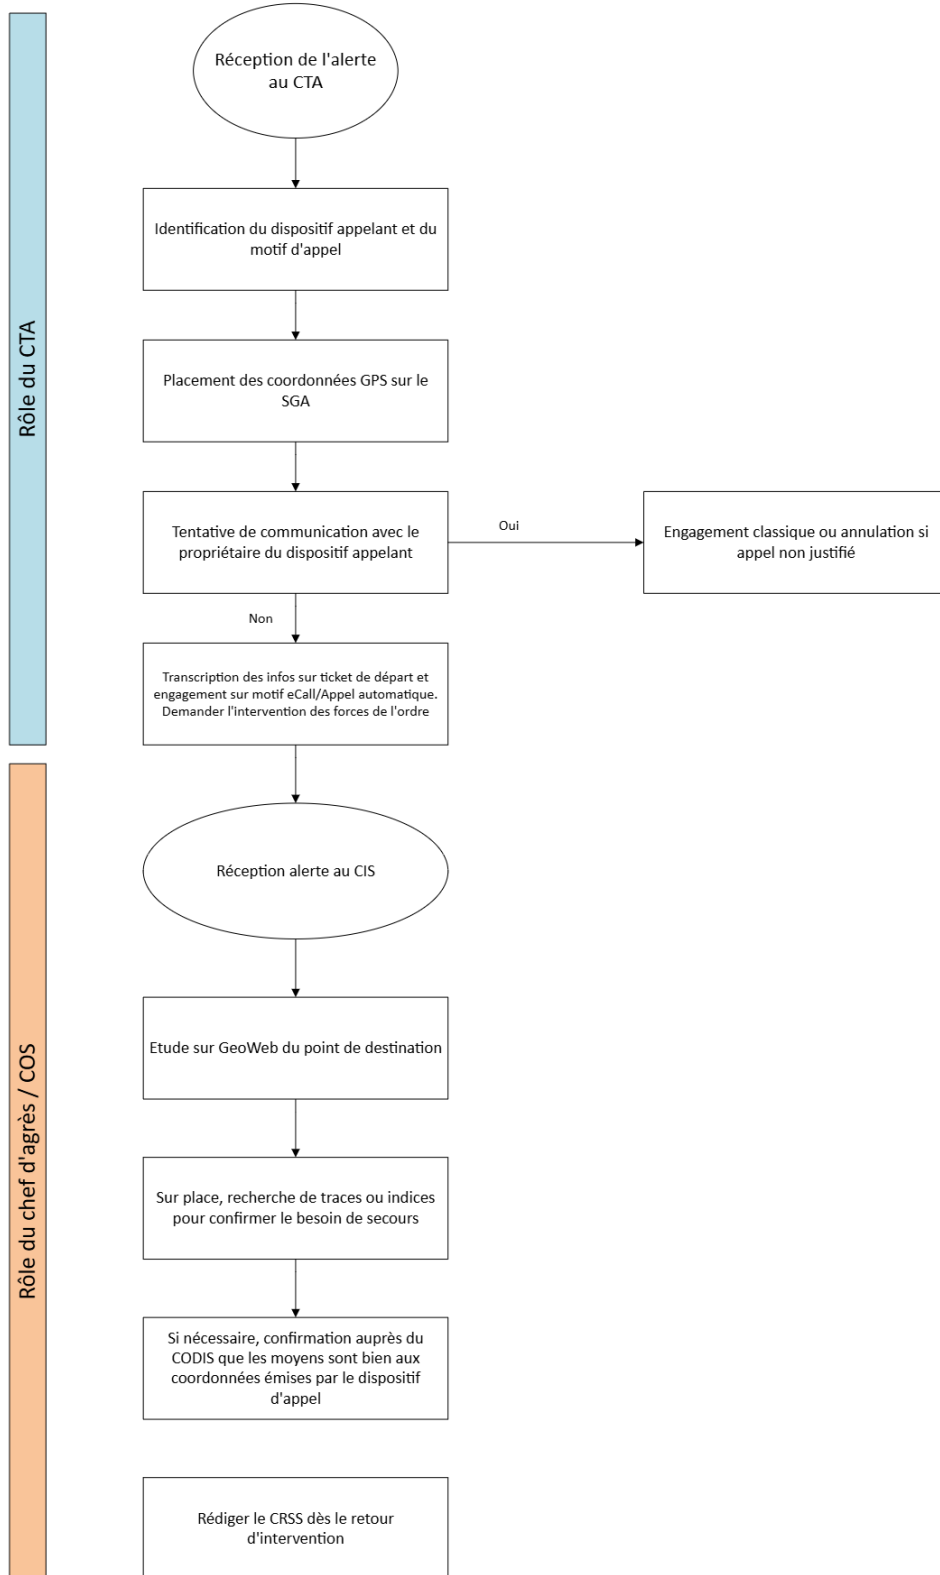 Réception de l'alerte
au CTA
Rôle du CTA
Identification du dispositif appelant et du
motif d'appel
Placement des coordonnées GPS sur le
SGA
Tentative de communication avec le
propriétaire du dispositif appelant
Oui
Engagement classique ou annulation si
appel non justifié
Non
Transcription des infos sur ticket de départ et
engagement sur motif eCall/Appel automatique.
Demander l'intervention des forces de l'ordre
Rôle du chef d'agrès / COS
Réception alerte au CIS
Etude sur GeoWeb du point de destination
Sur place, recherche de traces ou indices
pour confirmer le besoin de secours
Si nécessaire, confirmation auprès du
CODIS que les moyens sont bien aux
coordonnées émises par le dispositif
d'appel
Rédiger le CRSS dès le retour
d'intervention